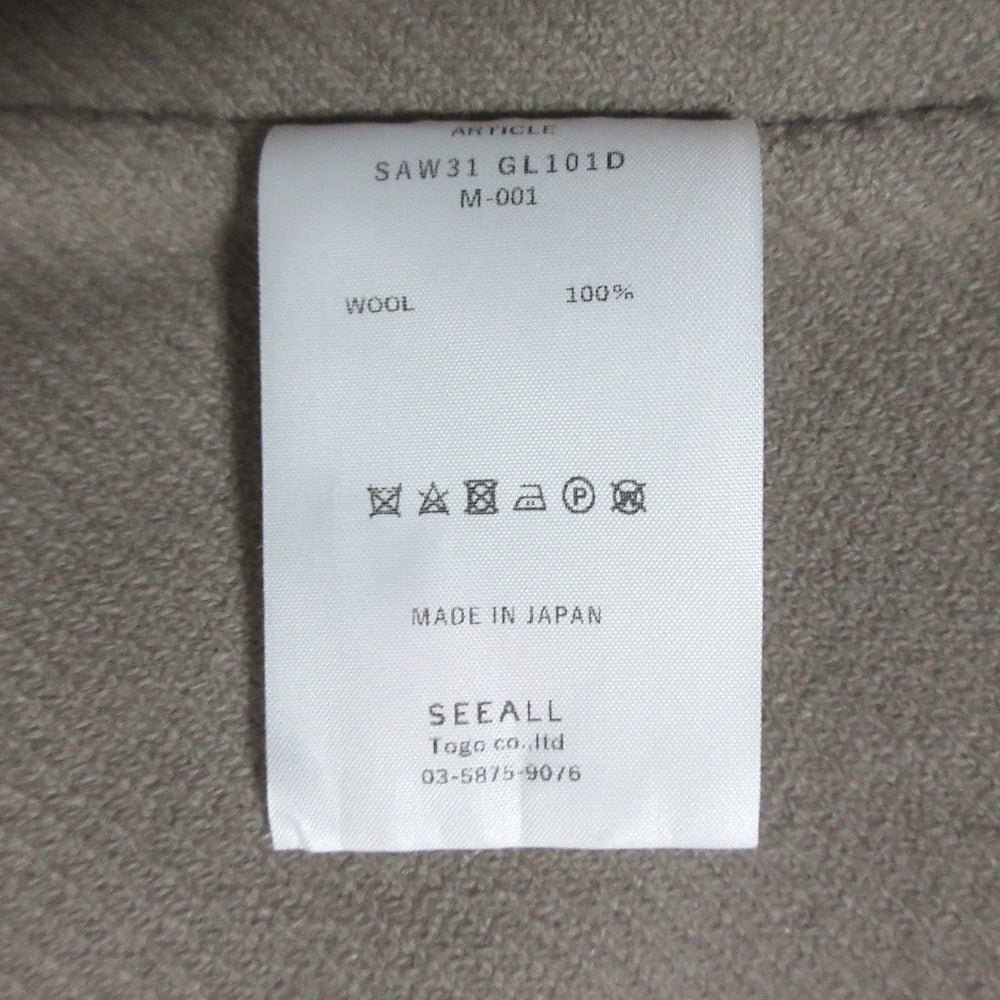 ARTICLE
SAW31 GL101D
M-001
WOOL 100%
P W
MADE IN JAPAN
SEEALL
Togo co.,ltd
03-5875-9076